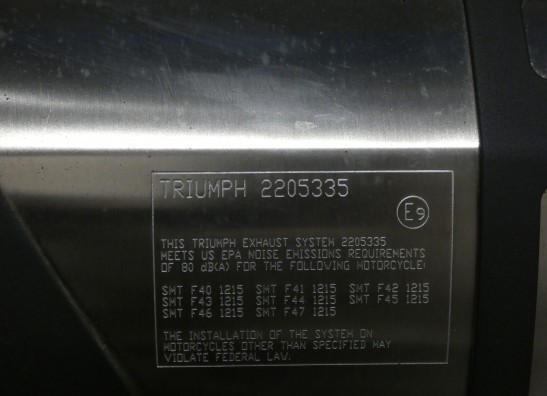 TRIUMPH 2205335
E9
THIS TRIUMPH EXHAUST SYSTEM 2205335
MEETS US EPA NOISE EMISSIONS REQUIREMENTS
OF 80 dB(A) FOR THE FOLLOWING MOTORCYCLE:
SMT F40 1215 SMT F41 1215 SMT F42 1215
SMT F43 1215 SMT F44 1215 SMT F45 1215
SMT F46 1215 SMT F47 1215
THE INSTALLATION OF THE SYSTEM ON
MOTORCYCLES OTHER THAN SPECIFIED MAY
VIOLATE FEDERAL LAW.